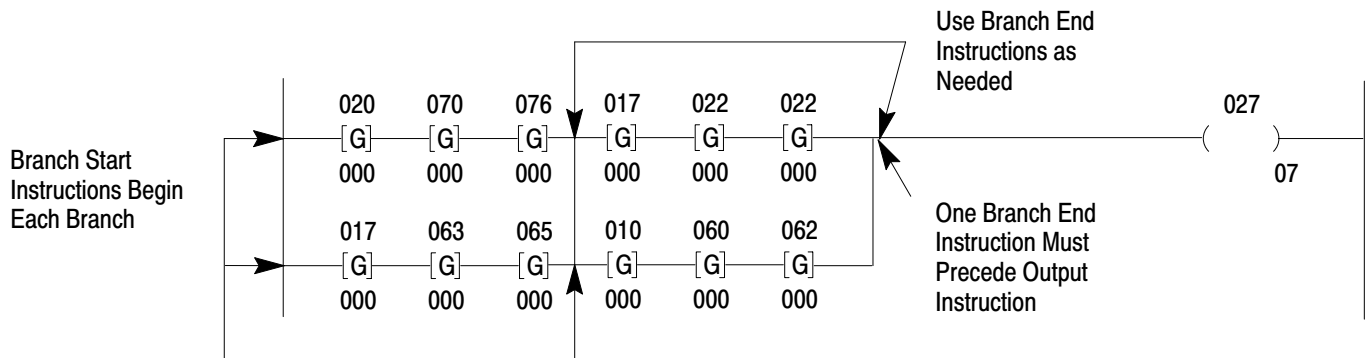 Use Branch End
Instructions as
Needed
020 070 076 017 022 022 027
[G] [G] [G] [G] [G] [G] ( )
000 000 000 000 000 000 07
Branch Start
Instructions Begin
Each Branch
017 063 065 010 060 062
[G] [G] [G] [G] [G] [G]
000 000 000 000 000 000
One Branch End
Instruction Must
Precede Output
Instruction